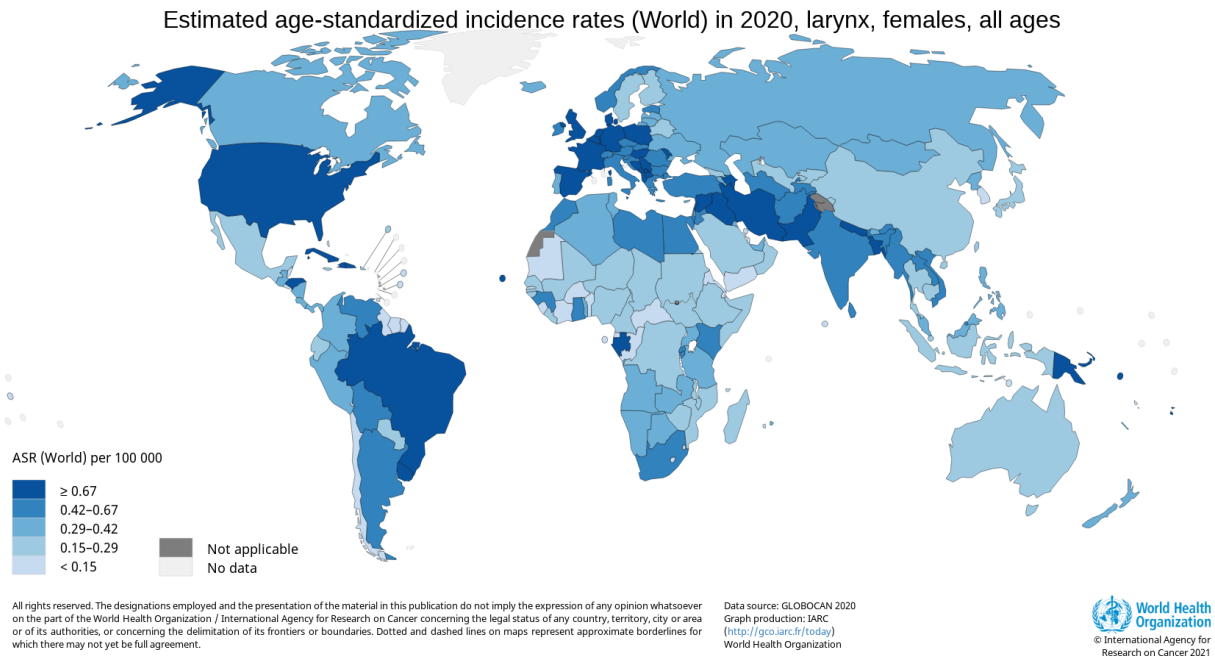 Estimated age-standardized incidence rates (World) in 2020, larynx, females, all ages
ASR (World) per 100 000
≥ 0.67
0.42–0.67
0.29–0.42
0.15–0.29
< 0.15
Not applicable
No data
All rights reserved. The designations employed and the presentation of the material in this publication do not imply the expression of any opinion whatsoever
on the part of the World Health Organization / International Agency for Research on Cancer concerning the legal status of any country, territory, city or area
or of its authorities, or concerning the delimitation of its frontiers or boundaries. Dotted and dashed lines on maps represent approximate borderlines for
which there may not yet be full agreement.
Data source: GLOBOCAN 2020
Graph production: IARC
(http://gco.iarc.fr/today)
World Health Organization
World Health
Organization
© International Agency for
Research on Cancer 2021